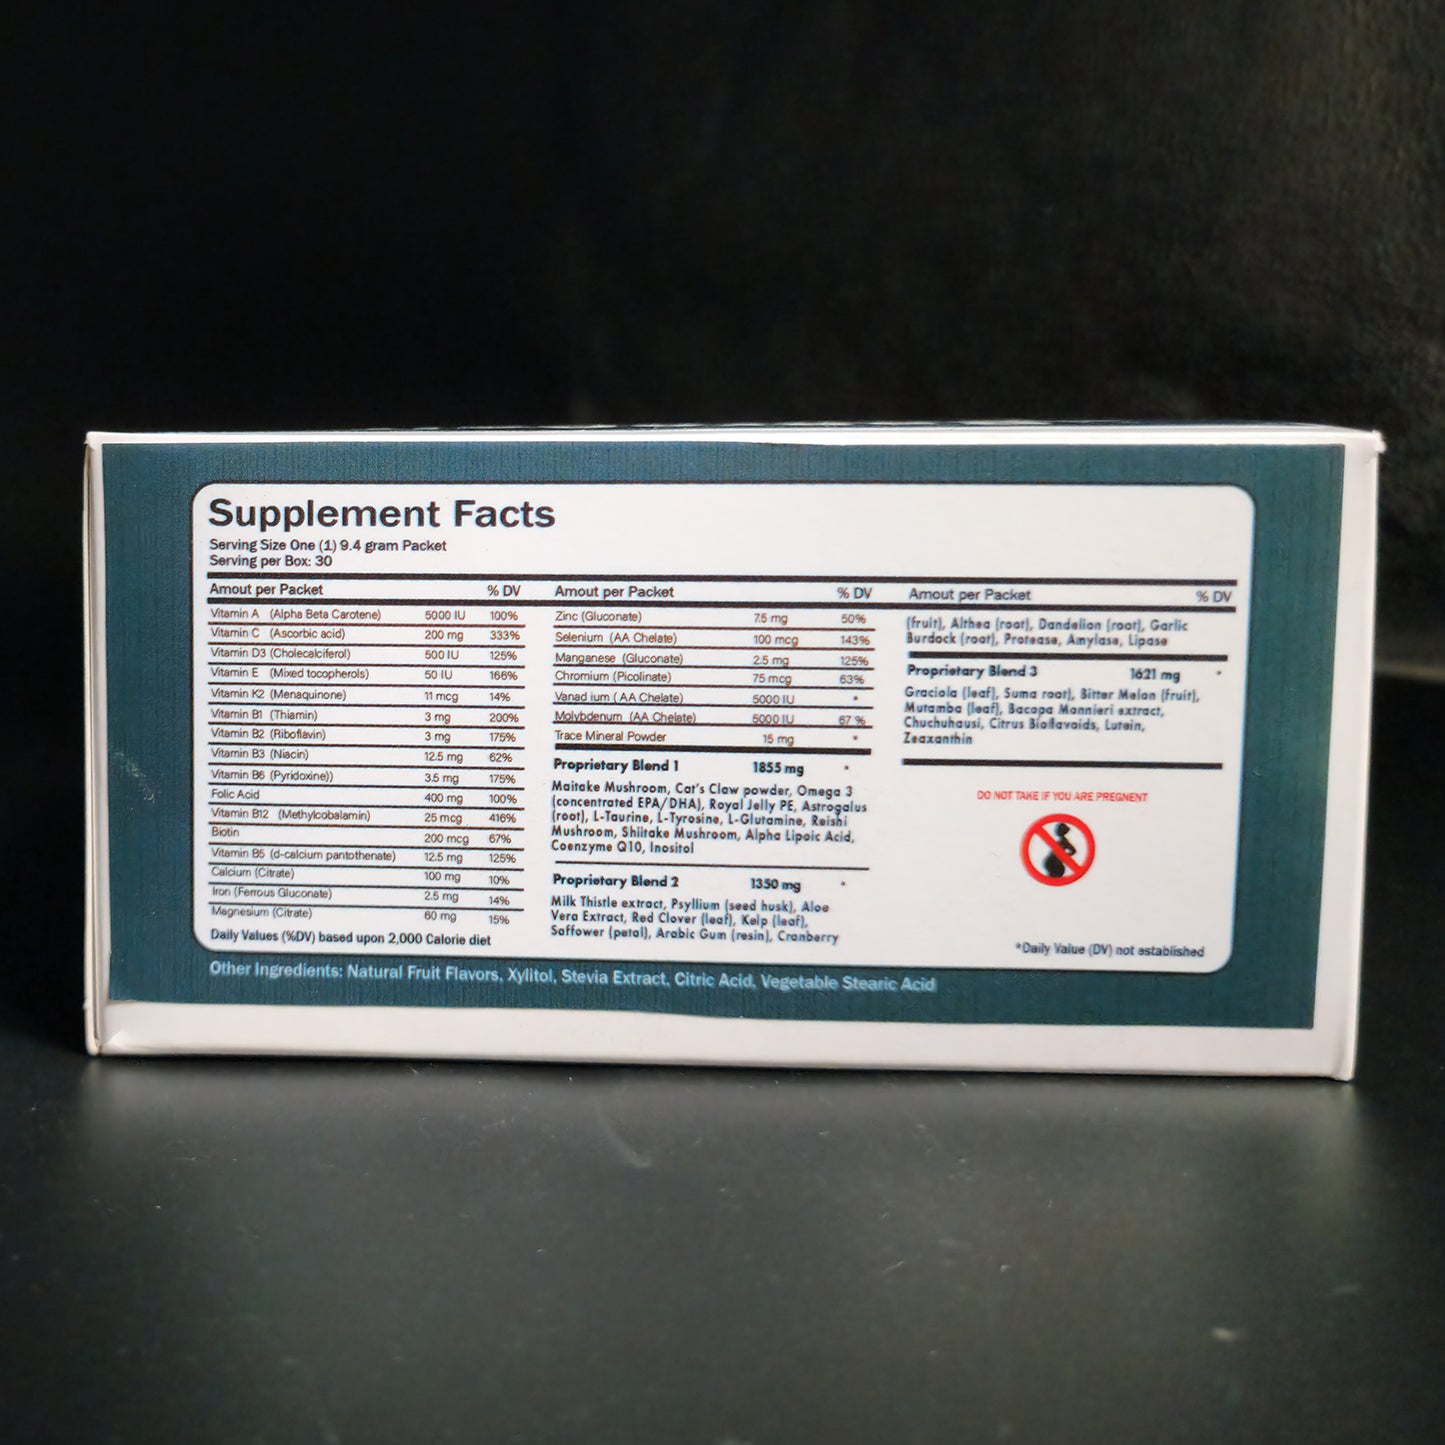 Supplement Facts
Serving Size One (1) 9.4 gram Packet
Serving per Box: 30
Amout per Packet % DV
Vitamin A (Alpha Beta Carotene) 5000 IU 100%
Vitamin C (Ascorbic acid) 200 mg 333%
Vitamin D3 (Cholecalciferol) 500 IU 125%
Vitamin E (Mixed tocopherols) 50 IU 166%
Vitamin K2 (Menaquinone) 11 mcg 14%
Vitamin B1 (Thiamin) 3 mg 200%
Vitamin B2 (Riboflavin) 3 mg 175%
Vitamin B3 (Niacin) 12.5 mg 62%
Vitamin B6 (Pyridoxine)) 3.5 mg 175%
Folic Acid 400 mg 100%
Vitamin B12 (Methylcobalamin) 25 mcg 416%
Biotin 200 mcg 67%
Vitamin B5 (d-calcium pantothenate) 12.5 mg 125%
Calcium (Citrate) 100 mg 10%
Iron (Ferrous Gluconate) 2.5 mg 14%
Magnesium (Citrate) 60 mg 15%
Daily Values (%DV) based upon 2,000 Calorie diet
Amout per Packet % DV
Zinc (Gluconate) 7.5 mg 50%
Selenium (AA Chelate) 100 mcg 143%
Manganese (Gluconate) 2.5 mg 125%
Chromium (Picolinate) 75 mcg 63%
Vanad ium ( AA Chelate) 5000 IU *
Molybdenum (AA Chelate) 5000 IU 67 %
Trace Mineral Powder 15 mg *
Proprietary Blend 1 1855 mg *
Maitake Mushroom, Cat's Claw powder, Omega 3
(concentrated EPA/DHA), Royal Jelly PE, Astrogalus
(root), L-Taurine, L-Tyrosine, L-Glutamine, Reishi
Mushroom, Shiitake Mushroom, Alpha Lipoic Acid,
Coenzyme Q10, Inositol
Proprietary Blend 2 1350 mg *
Milk Thistle extract, Psyllium (seed husk), Aloe
Vera Extract, Red Clover (leaf), Kelp (leaf),
Saffower (petal), Arabic Gum (resin), Cranberry
Amout per Packet % DV
(fruit), Althea (root), Dandelion (root), Garlic
Burdock (root), Protease, Amylase, Lipase
Proprietary Blend 3 1621 mg *
Graciola (leaf), Suma root), Bitter Melon (fruit),
Mutamba (leaf), Bacopa Monnieri extract,
Chuchuhausi, Citrus Bioflavoids, Lutein,
Zeaxanthin
DO NOT TAKE IF YOU ARE PREGNENT
*Daily Value (DV) not established
Other Ingredients: Natural Fruit Flavors, Xylitol, Stevia Extract, Citric Acid, Vegetable Stearic Acid